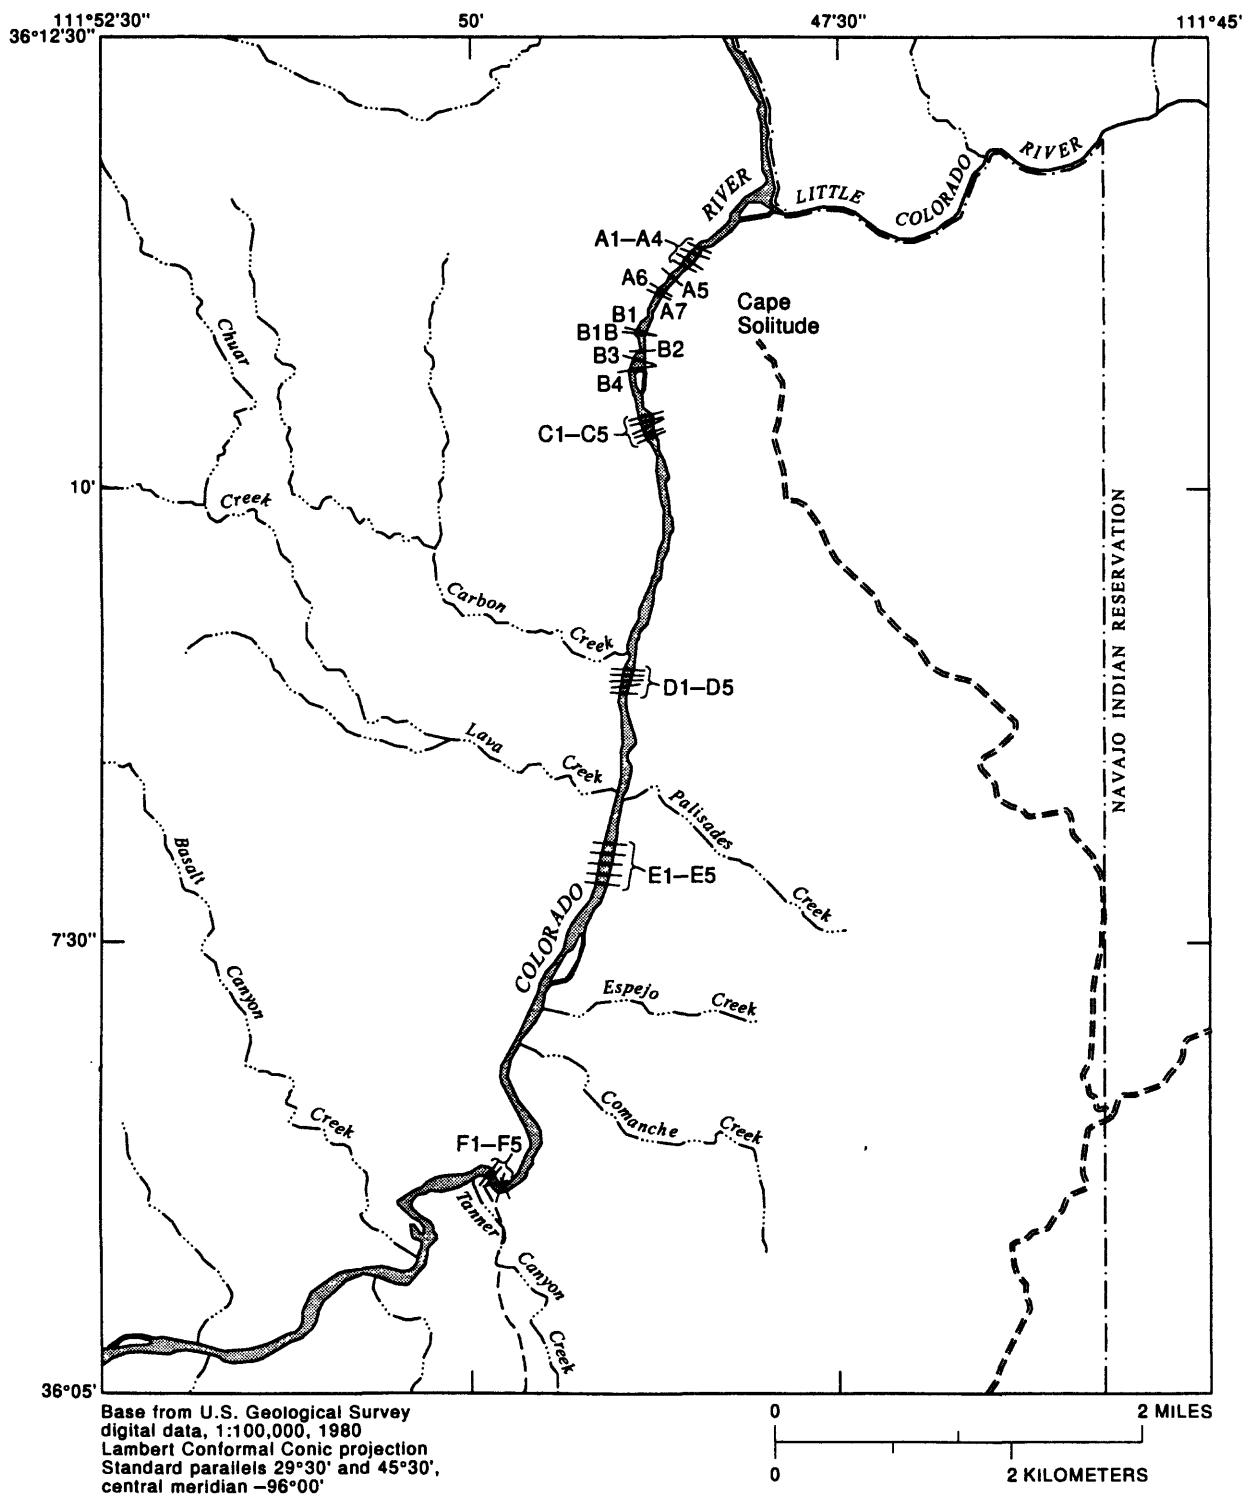 111°52'30" 50' 47'30" 111°45'
36°12'30"
RIVER
LITTLE
COLORADO
RIVER
A1–A4
A6
A5
A7
Cape
Solitude
B1
B1B
B2
B3
B4
C1–C5
Chuar
Creek
10'
NAVAJO INDIAN RESERVATION
Carbon
Creek
D1–D5
Lava
Creek
Palisades
Creek
Basalt
Canyon
Creek
E1–E5
COLORADO
7'30"
Espejo Creek
Comanche Creek
F1–F5
Tanner
Canyon
Creek
36°05'
Base from U.S. Geological Survey
digital data, 1:100,000, 1980
Lambert Conformal Conic projection
Standard parallels 29°30' and 45°30',
central meridian –96°00'
0 2 MILES
0 2 KILOMETERS